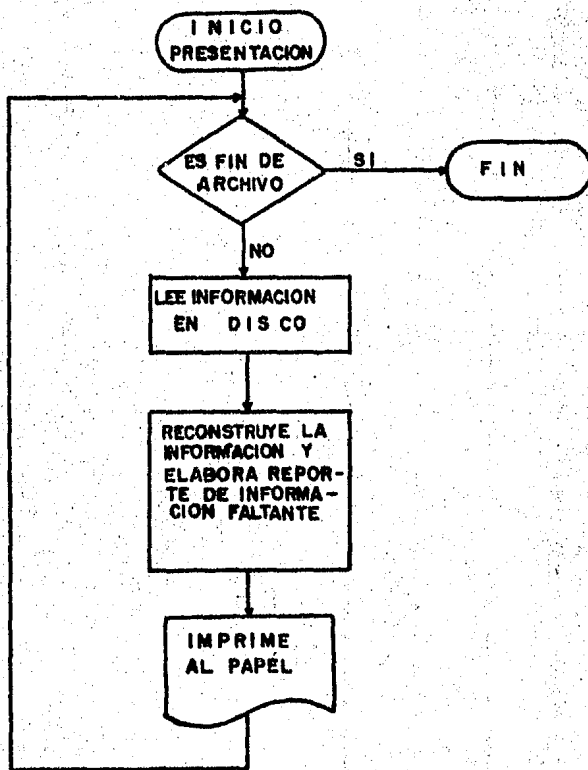 INICIO
PRESENTACION
ES FIN DE
ARCHIVO
SI
FIN
NO
LEE INFORMACION
EN DISCO
RECONSTRUYE LA
INFORMACION Y
ELABORA REPOR-
TE DE INFORMA-
CION FALTANTE
IMPRIME
AL PAPÉL